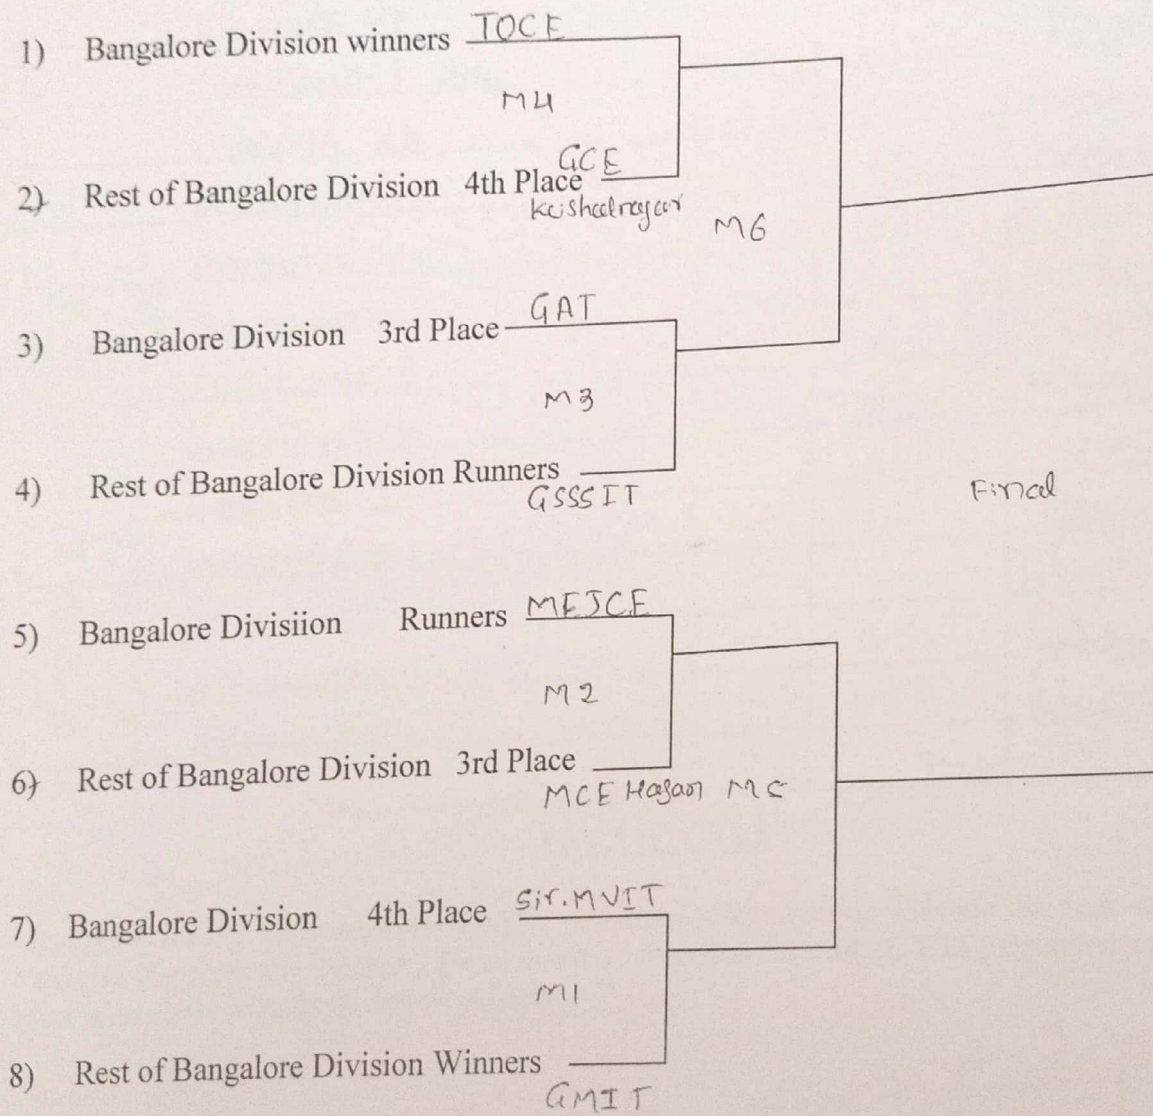 1) Bangalore Division winners TOCE
M4
GCE
2) Rest of Bangalore Division 4th Place
M6
GAT
3) Bangalore Division 3rd Place
M3
4) Rest of Bangalore Division Runners
GSSSIT
Final
5) Bangalore Divisiion Runners MEJCE
M2
6) Rest of Bangalore Division 3rd Place
MCE Hasan M5
7) Bangalore Division 4th Place Sir.MVIT
M1
8) Rest of Bangalore Division Winners
GMIT